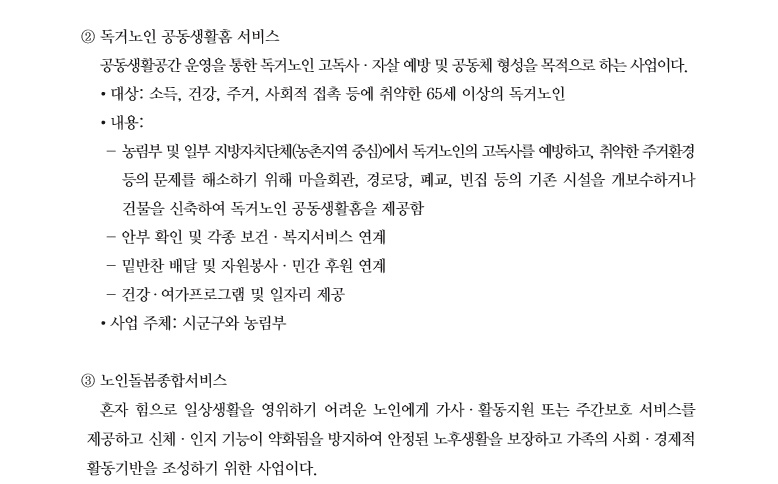 ② 독거노인 공동생활홈 서비스
공동생활공간 운영을 통한 독거노인 고독사 · 자살 예방 및 공동체 형성을 목적으로 하는 사업이다.
• 대상: 소득, 건강, 주거, 사회적 접촉 등에 취약한 65세 이상의 독거노인
• 내용:
– 농림부 및 일부 지방자치단체(농촌지역 중심)에서 독거노인의 고독사를 예방하고, 취약한 주거환경
등의 문제를 해소하기 위해 마을회관, 경로당, 폐교, 빈집 등의 기존 시설을 개보수하거나
건물을 신축하여 독거노인 공동생활홈을 제공함
– 안부 확인 및 각종 보건 · 복지서비스 연계
– 밑반찬 배달 및 자원봉사 · 민간 후원 연계
– 건강 · 여가프로그램 및 일자리 제공
• 사업 주체: 시군구와 농림부
③ 노인돌봄종합서비스
혼자 힘으로 일상생활을 영위하기 어려운 노인에게 가사 · 활동지원 또는 주간보호 서비스를
제공하고 신체 · 인지 기능이 약화됨을 방지하여 안정된 노후생활을 보장하고 가족의 사회 · 경제적
활동기반을 조성하기 위한 사업이다.